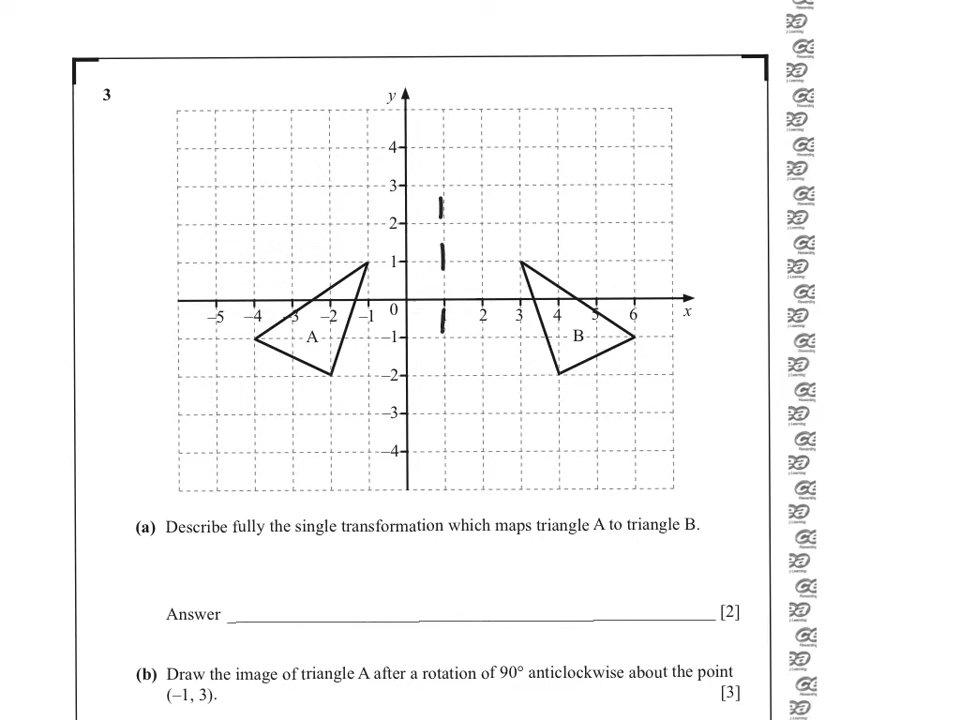 3
y
4
3
2
1
–5 –4 –3 –2 –1 0 2 3 4 5 6 x
A –1 B
–2
–3
–4
(a) Describe fully the single transformation which maps triangle A to triangle B.
Answer [2]
(b) Draw the image of triangle A after a rotation of 90° anticlockwise about the point
(–1, 3). [3]